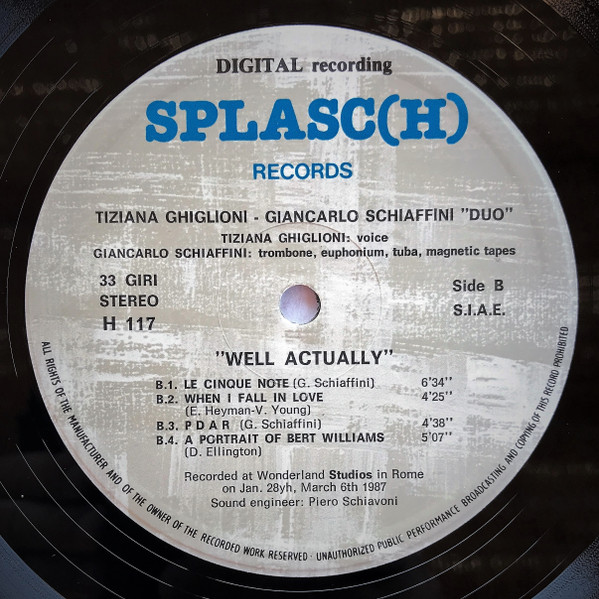 DIGITAL recording
SPLASC(H)
RECORDS
TIZIANA GHIGLIONI - GIANCARLO SCHIAFFINI "DUO"
TIZIANA GHIGLIONI: voice
GIANCARLO SCHIAFFINI: trombone, euphonium, tuba, magnetic tapes
33 GIRI
STEREO
H 117
Side B
S.I.A.E.
"WELL ACTUALLY"
B.1. LE CINQUE NOTE (G. Schiaffini) 6'34''
B.2. WHEN I FALL IN LOVE 4'25''
(E. Heyman-V. Young)
B.3. P D A R (G. Schiaffini) 4'38''
B.4. A PORTRAIT OF BERT WILLIAMS 5'07''
(D. Ellington)
Recorded at Wonderland Studios in Rome
on Jan. 28yh, March 6th 1987
Sound engineer: Piero Schiavoni
ALL RIGHTS OF THE MANUFACTURER AND OF THE OWNER OF THE RECORDED WORK RESERVED · UNAUTHORIZED PUBLIC PERFORMANCE BROADCASTING AND COPYING OF THIS RECORD PROHIBITED